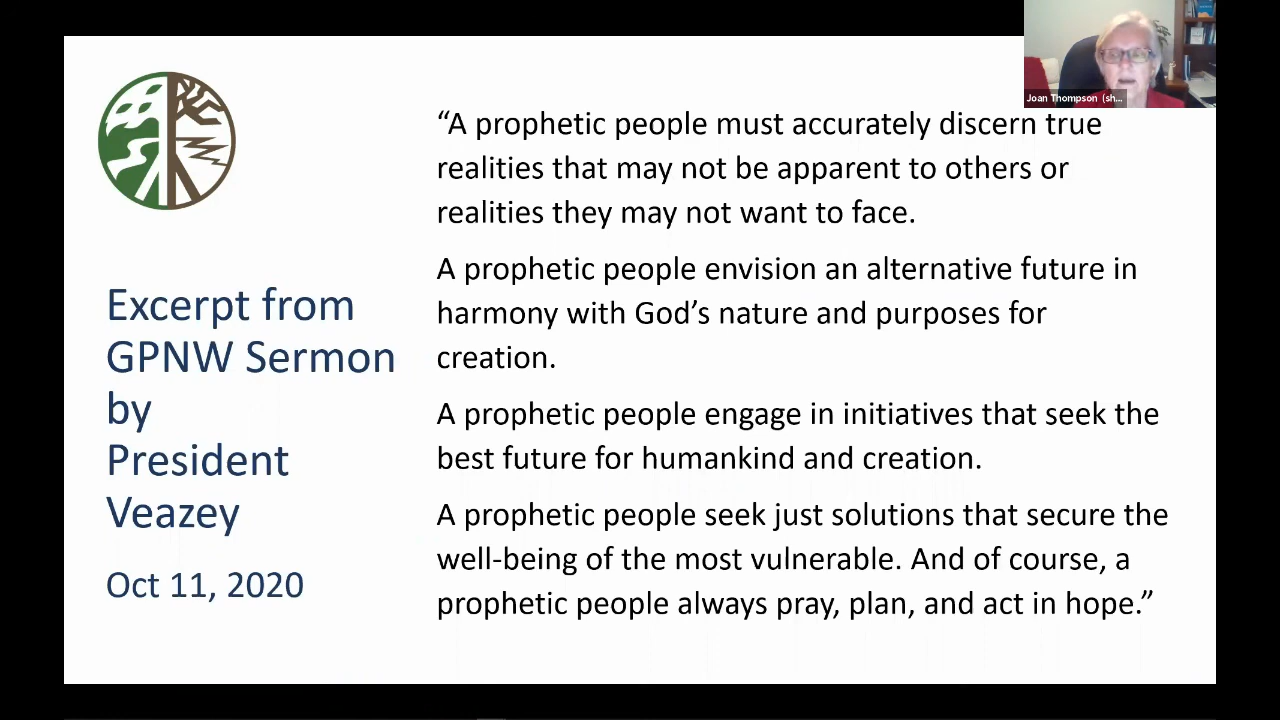 Joan Thompson (sh...
Excerpt from
GPNW Sermon
by
President
Veazey
Oct 11, 2020
“A prophetic people must accurately discern true
realities that may not be apparent to others or
realities they may not want to face.
A prophetic people envision an alternative future in
harmony with God’s nature and purposes for
creation.
A prophetic people engage in initiatives that seek the
best future for humankind and creation.
A prophetic people seek just solutions that secure the
well-being of the most vulnerable. And of course, a
prophetic people always pray, plan, and act in hope.”